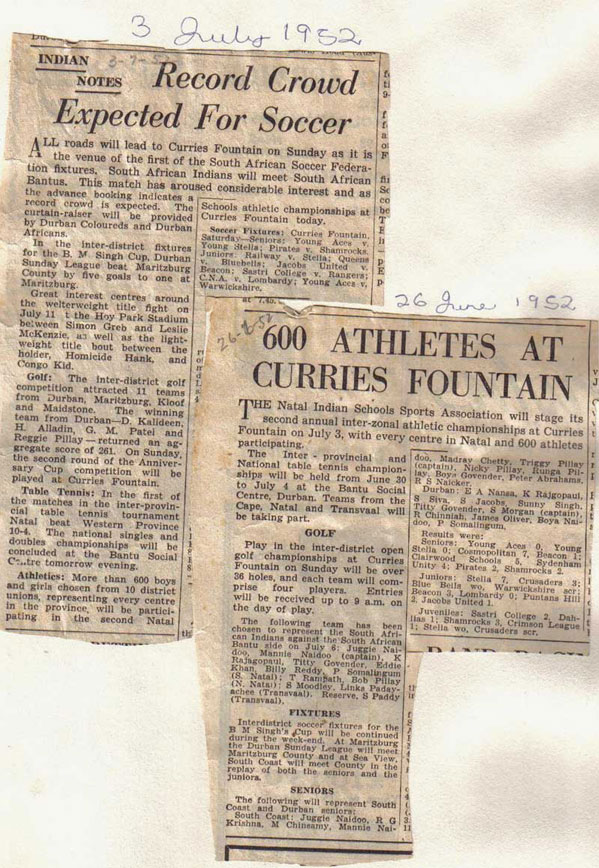 3 July 1952
INDIAN
NOTES
Record Crowd
Expected For Soccer
ALL roads will lead to Curries Fountain on Sunday as it is
the venue of the first of the South African Soccer Federa-
tion fixtures, South African Indians will meet South African
Bantus. This match has aroused considerable interest and as
the advance booking indicates a
record crowd is expected. The
curtain-raiser will be provided
by Durban Coloureds and Durban
Africans.
In the inter-district fixtures
for the B. M. Singh Cup, Durban
Sunday League beat Maritzburg
County by five goals to one at
Maritzburg.
Great interest centres around
the welterweight title fight on
July 11 at the Hoy Park Stadium
between Simon Greb and Leslie
McKenzie, as well as the light-
weight title bout between the
holder, Homicide Hank, and
Congo Kid.
Golf: The inter-district golf
competition attracted 11 teams
from Durban, Maritzburg, Kloof
and Maidstone. The winning
team from Durban—D. Kalideen,
H. Alladin, G. M. Patel and
Reggie Pillay—returned an ag-
gregate score of 261. On Sunday,
the second round of the Anniver-
sary Cup competition will be
played at Curries Fountain.
Table Tennis: In the first of
the matches in the inter-provin-
cial table tennis tournament
Natal beat Western Province
10-4. The national singles and
doubles championships will be
concluded at the Bantu Social
Centre tomorrow evening.
Athletics: More than 600 boys
and girls chosen from 10 district
unions, representing every centre
in the province, will be partici-
pating in the second Natal
Schools athletic championships at
Curries Fountain today.
Soccer Fixtures: Curries Fountain,
Saturday—Seniors: Young Aces v.
Young Stella; Pirates v. Shamrocks.
Juniors: Railway v. Stella; Queens
v. Bluebells; Jacobs United v.
Beacon; Sastri College v. Rangers;
C.N.A. v. Lombardy; Young Aces v.
Warwickshire.
at 7.45.
26 June 1952
26-6-52
600 ATHLETES AT
CURRIES FOUNTAIN
THE Natal Indian Schools Sports Association will stage its
second annual inter-zonal athletic championships at Curries
Fountain on July 3, with every centre in Natal and 600 athletes
participating.
The Inter-provincial and
National table tennis champion-
ships will be held from June 30
to July 4 at the Bantu Social
Centre, Durban. Teams from the
Cape, Natal and Transvaal will
be taking part.
GOLF
Play in the inter-district open
golf championships at Curries
Fountain on Sunday will be over
36 holes, and each team will com-
prise four players. Entries
will be received up to 9 a.m. on
the day of play.
The following team has been
chosen to represent the South Afri-
can Indians against the South African
Bantu side on July 6: Juggie Nai-
doo, Mannie Naidoo (captain), K
Rajagopaul, Titty Govender, Eddie
Khan, Billy Reddy, P Somalingum
(S. Natal); T Rambath, Bob Pillay
(N. Natal); S Moodley, Links Paday-
achee (Transvaal). Reserve, S Paddy
(Transvaal).
FIXTURES
Interdistrict soccer fixtures for the
B M Singh's Cup will be continued
during the week-end. At Maritzburg
the Durban Sunday League will meet
Maritzburg County and at Sea View,
South Coast will meet County in the
replay of both the seniors and the
juniors.
SENIORS
The following will represent South
Coast and Durban seniors:
South Coast: Juggie Naidoo, R G
Krishna, M Chinsamy, Mannie Nai-
doo, Madray Chetty, Triggy Pillay
(captain), Nicky Pillay, Runga Pil-
lay, Boys Govender, Peter Abrahams,
R S Naicker.
Durban: E A Nansa, K Rajgopaul,
S R Siva, S Jacobs, Sunny Singh,
Titty Govender, S Morgan (captain),
S Chinniah, James Oliver, Boya Nai-
doo, P Somalingum.
Results were:
Seniors: Young Aces 0, Young
Stella 0; Cosmopolitan 7, Beacon 1;
Clairwood Schools 6, Sydenham
Unity 4; Pirates 2, Shamrocks 3.
Juniors: Stella 7, Crusaders 3;
Blue Bells wo, Warwickshire scr;
Beacon 3, Lombardy 0; Puntans Hill
2, Jacobs United 1.
Juveniles: Sastri College 2, Dah-
lias 1; Shamrocks 3, Crimson League
1; Stella wo, Crusaders scr.